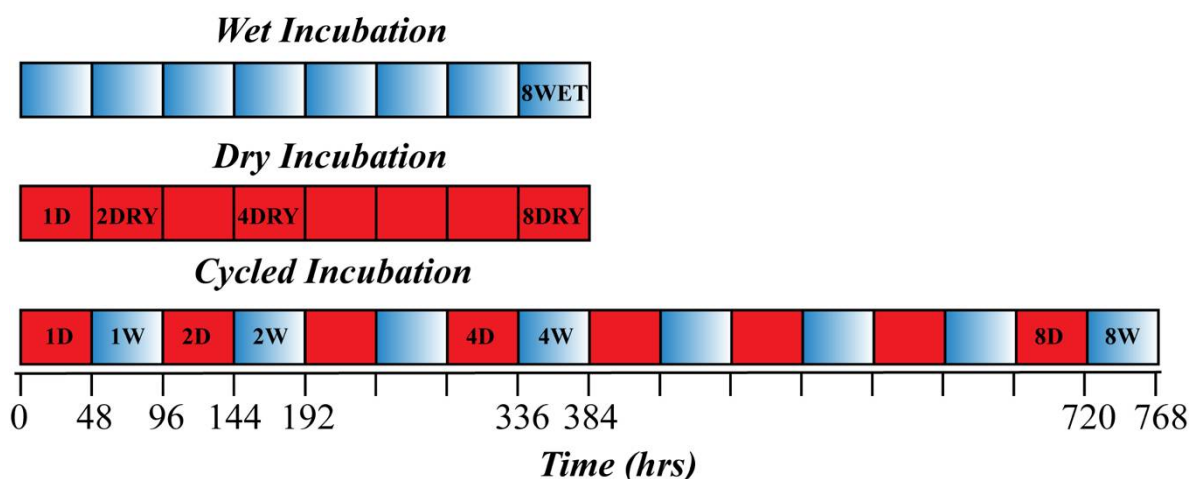 Wet Incubation
8WET
Dry Incubation
1D 2DRY 4DRY 8DRY
Cycled Incubation
1D 1W 2D 2W 4D 4W 8D 8W
0 48 96 144 192 336 384 720 768
Time (hrs)